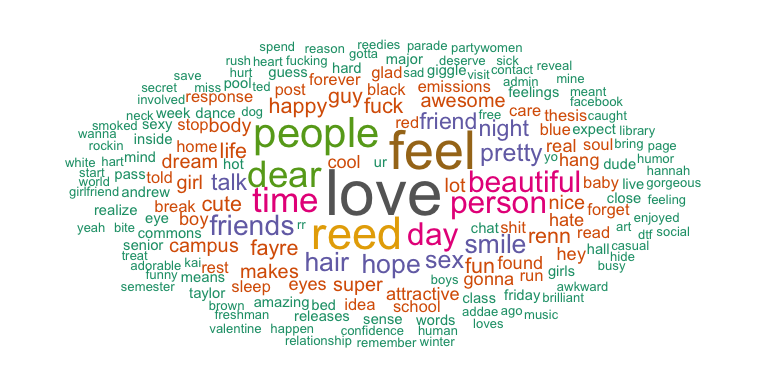 spend reason reedies parade partywomen
gotta
rush heart fucking hard major deserve sick
save hurt guess forever glad sad giggle visit contact reveal
secret miss pool ted post black emissions admin mine
involved response happy guy fuck awesome feelings meant
neck week dance dog facebook
smoked sexy stop body people red friend night free care thesis caught
wanna inside blue expect library
rockin home life feel pretty real soul bring page
white hart mind dream hot cool ur yo hang dude humor
start pass told girl talk dear love lot beautiful baby live hannah gorgeous
world
girlfriend andrew break cute time person nice close feeling
realize eye boy friends rr reed day chat shit hate forget enjoyed
yeah bite commons smile renn read art dtf social
senior campus fayre hair hope sex hey hall casual
treat adorable kai rest makes fun found hide
funny means sleep eyes super boys gonna run girls busy
semester taylor amazing bed idea attractive class friday awkward brilliant
brown school
freshman releases sense words addae ago music
valentine happen confidence human loves
relationship remember winter